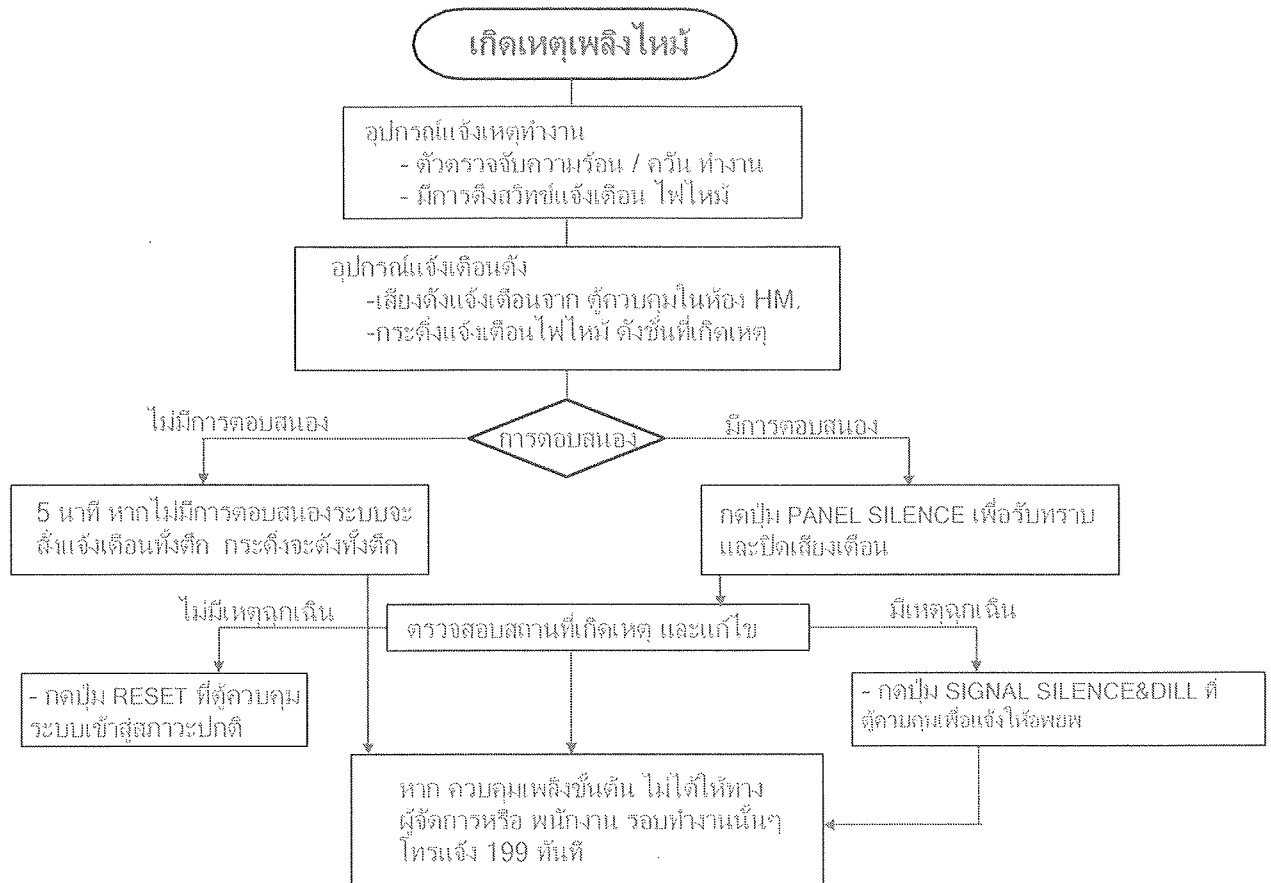 เกิดเหตุเพลิงไหม้
อุปกรณ์แจ้งเหตุทำงาน
- ตัวตรวจจับความร้อน / ควัน ทำงาน
- มีการดึงสวิทช์แจ้งเตือน ไฟไหม้
อุปกรณ์แจ้งเตือนดัง
-เสียงดังแจ้งเตือนจาก ตู้ควบคุมในห้อง HM.
-กระดิ่งแจ้งเตือนไฟไหม้ ดังชั้นที่เกิดเหตุ
ไม่มีการตอบสนอง
การตอบสนอง
มีการตอบสนอง
5 นาที หากไม่มีการตอบสนองระบบจะ
สั่งแจ้งเตือนทั้งตึก กระดิ่งจะดังทั้งตึก
กดปุ่ม PANEL SILENCE เพื่อรับทราบ
และปิดเสียงเตือน
ไม่มีเหตุฉุกเฉิน
ตรวจสอบสถานที่เกิดเหตุ และแก้ไข
มีเหตุฉุกเฉิน
- กดปุ่ม RESET ที่ตู้ควบคุม
ระบบเข้าสู่สภาวะปกติ
- กดปุ่ม SIGNAL SILENCE&DILL ที่
ตู้ควบคุมเพื่อแจ้งให้อพยพ
หาก ควบคุมเพลิงขั้นต้น ไม่ได้ให้ทาง
ผู้จัดการหรือ พนักงาน รอบทำงานนั้นๆ
โทรแจ้ง 199 ทันที